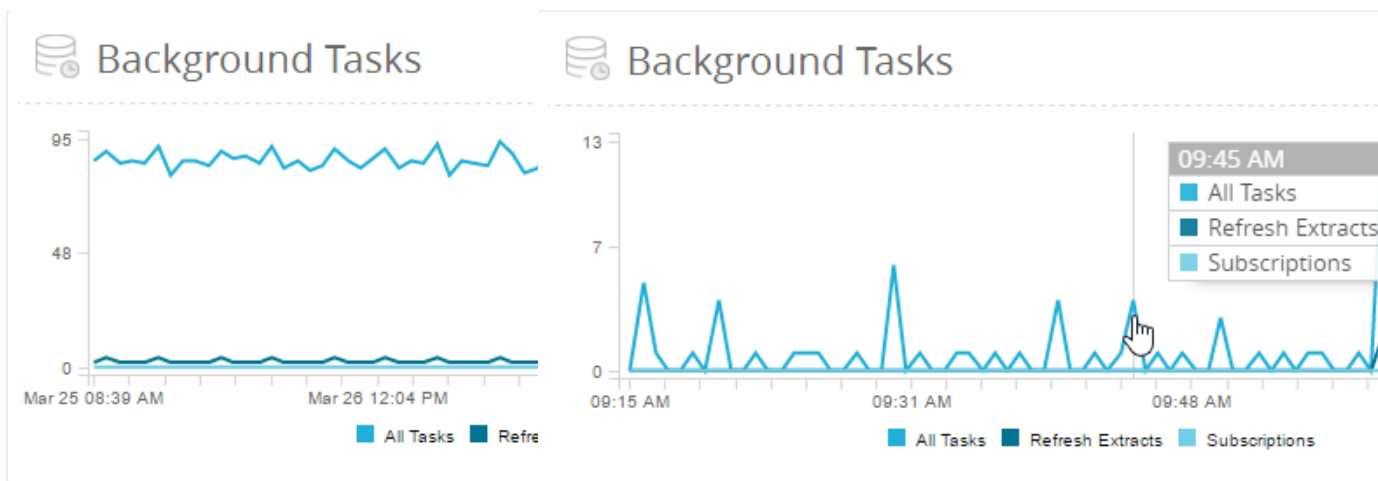 Background Tasks
95
48
0
Mar 25 08:39 AM
Mar 26 12:04 PM
All Tasks
Background Tasks
13
7
0
09:15 AM
09:31 AM
09:48 AM
09:45 AM
All Tasks
Refresh Extracts
Subscriptions
All Tasks Refresh Extracts Subscriptions